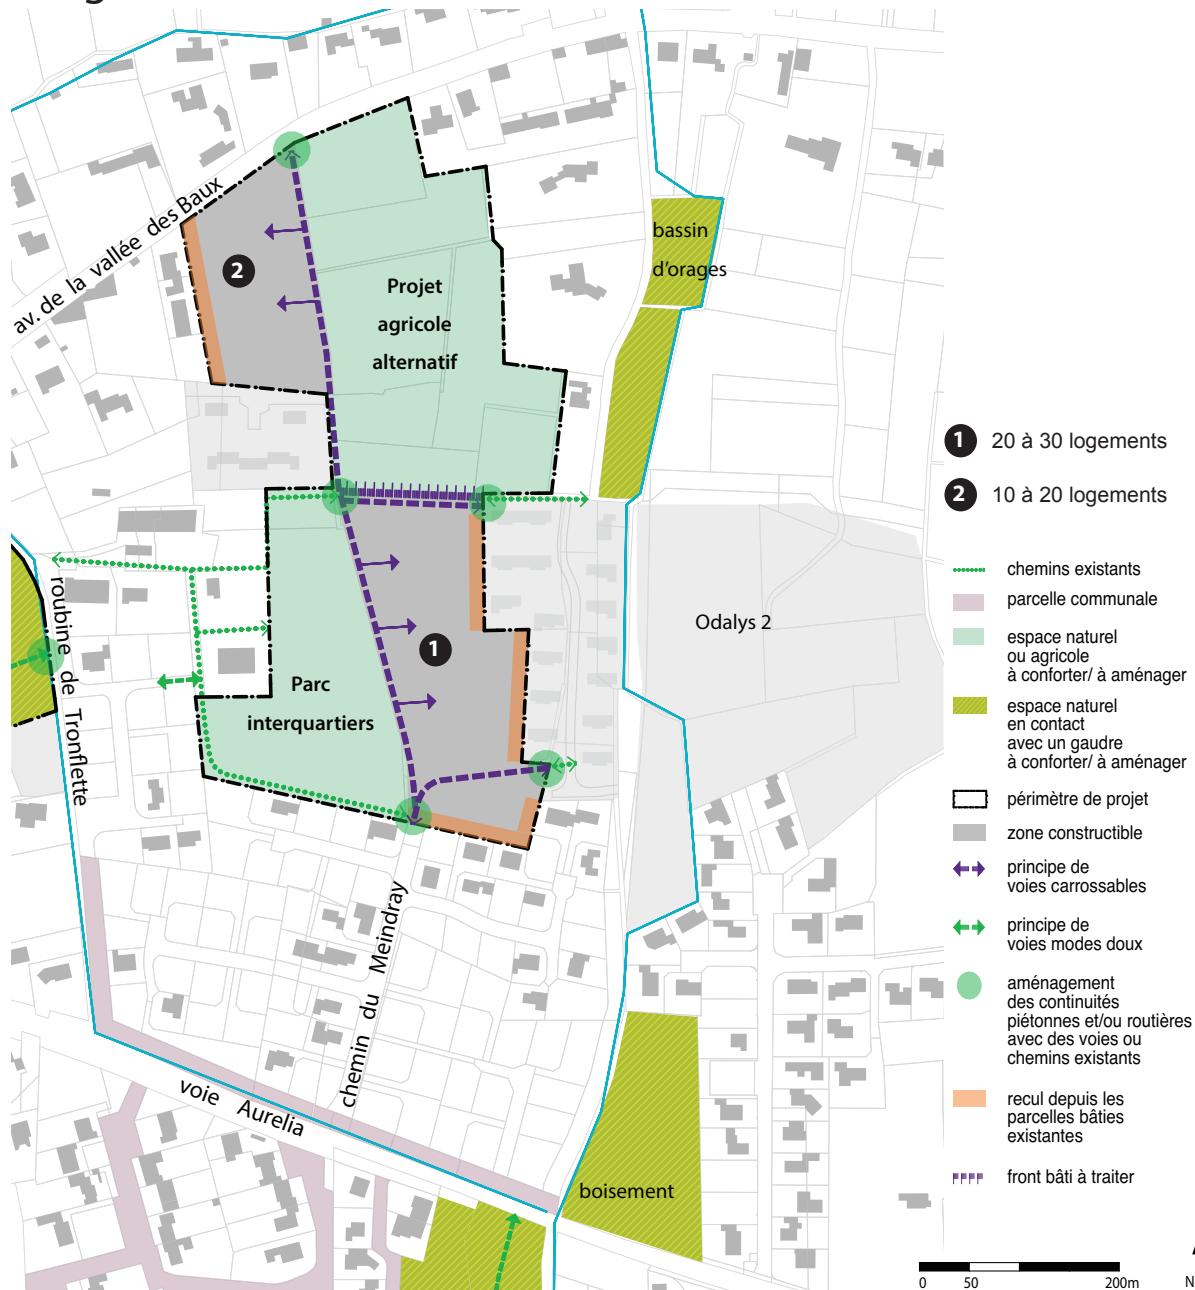 av. de la vallée des Baux
2
Projet
agricole
alternatif
bassin
d'orages
1
20 à 30 logements
2
10 à 20 logements
roubine de Tronflette
Parc
interquartiers
1
Odalys 2
chemin du Meindray
voie Aurelia
boisement
chemins existants
parcelle communale
espace naturel
ou agricole
à conforter/ à aménager
espace naturel
en contact
avec un gaudre
à conforter/ à aménager
périmètre de projet
zone constructible
principe de
voies carrossables
principe de
voies modes doux
aménagement
des continuités
piétonnes et/ou routières
avec des voies ou
chemins existants
recul depuis les
parcelles bâties
existantes
front bâti à traiter
0 50 200m
N